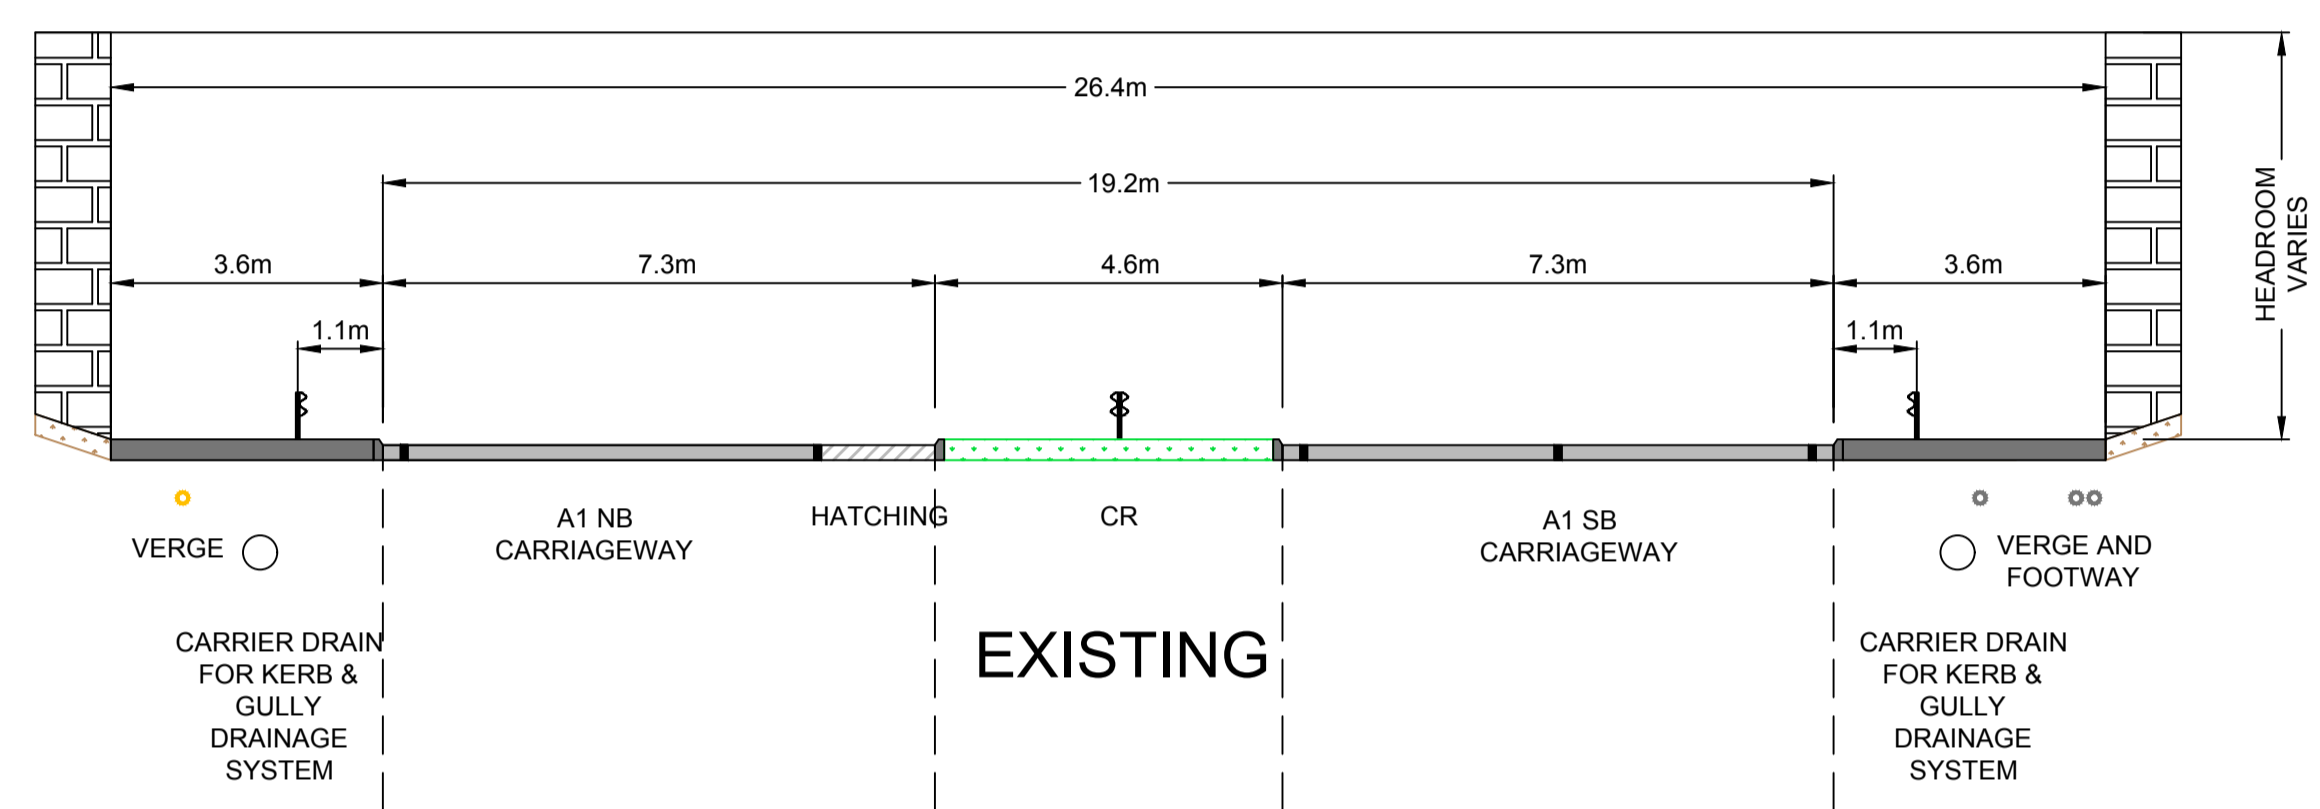 26.4m
19.2m
3.6m
7.3m
4.6m
7.3m
3.6m
1.1m
1.1m
HEADROOM
VARIES
VERGE
A1 NB
CARRIAGEWAY
HATCHING
CR
A1 SB
CARRIAGEWAY
VERGE AND
FOOTWAY
CARRIER DRAIN
FOR KERB &
GULLY
DRAINAGE
SYSTEM
EXISTING
CARRIER DRAIN
FOR KERB &
GULLY
DRAINAGE
SYSTEM